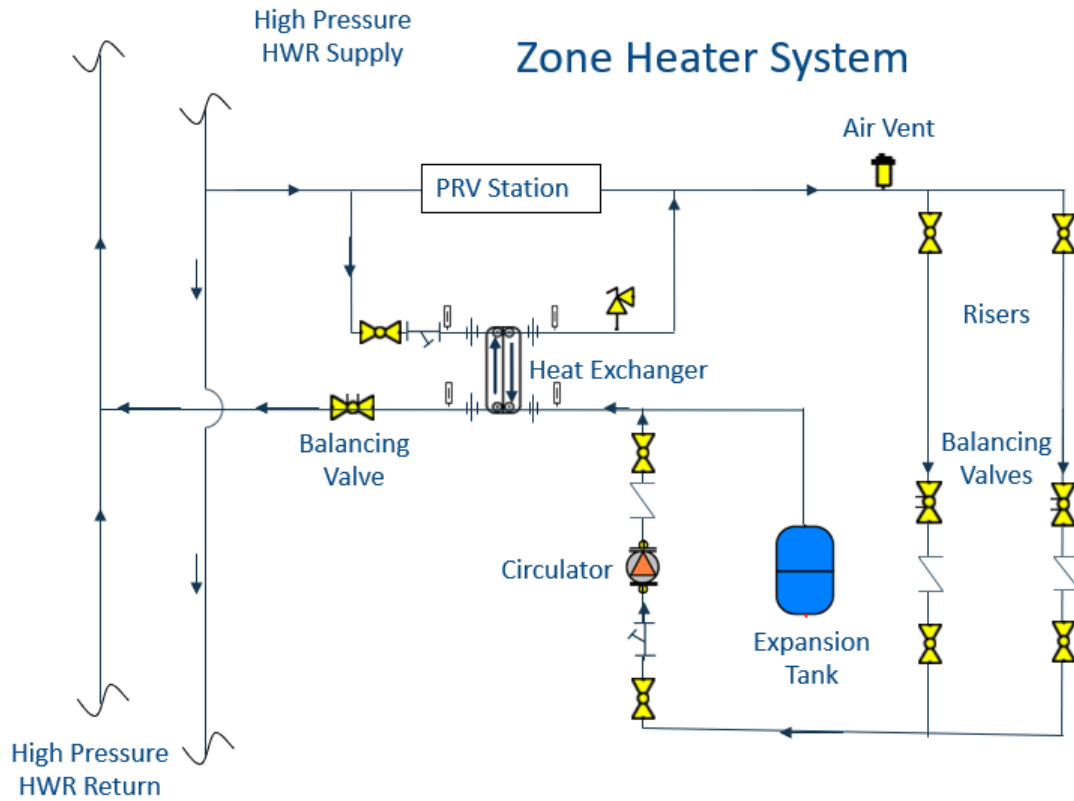 High Pressure
HWR Supply
Zone Heater System
Air Vent
PRV Station
Risers
Heat Exchanger
Balancing
Valve
Balancing
Valves
Circulator
Expansion
Tank
High Pressure
HWR Return